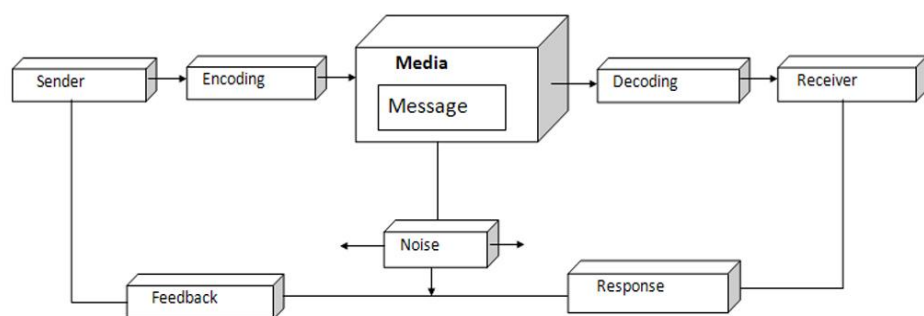 Sender
Encoding
Media
Message
Decoding
Receiver
Noise
Feedback
Response